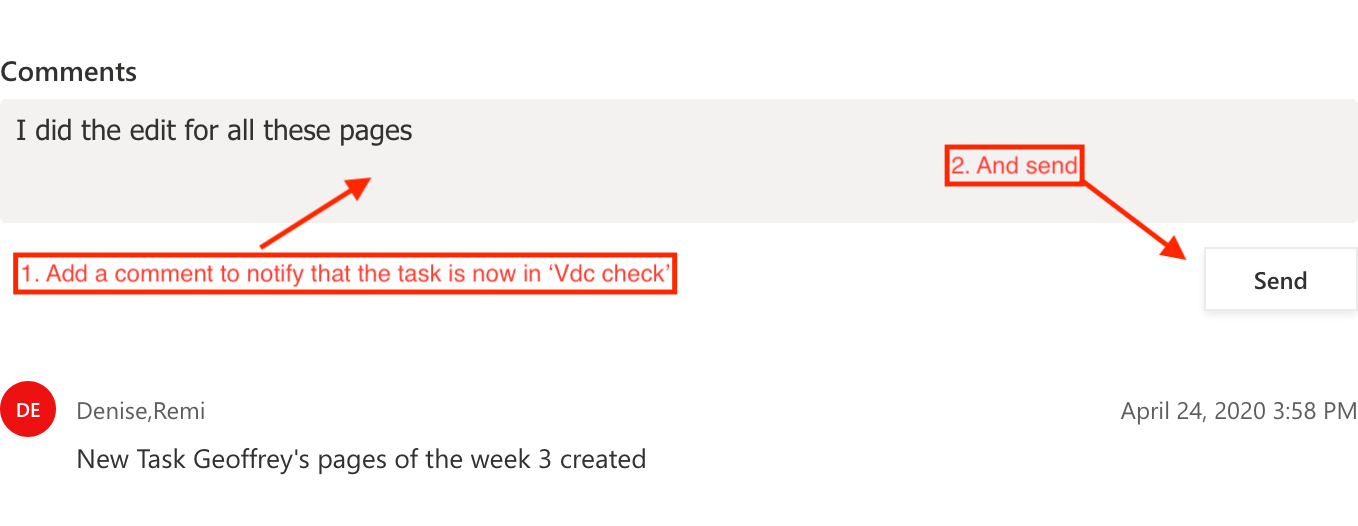 Comments
I did the edit for all these pages
2. And send
1. Add a comment to notify that the task is now in ‘Vdc check’
Send
DE
Denise,Remi
April 24, 2020 3:58 PM
New Task Geoffrey's pages of the week 3 created